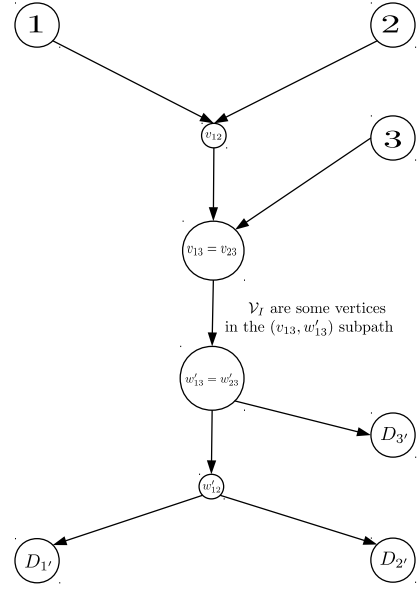 1
2
v₁₂
3
v₁₃ = v₂₃
𝒱_I are some vertices
in the (v₁₃, w′₁₃) subpath
w′₁₃ = w′₂₃
D₃′
w′₁₂
D₁′
D₂′